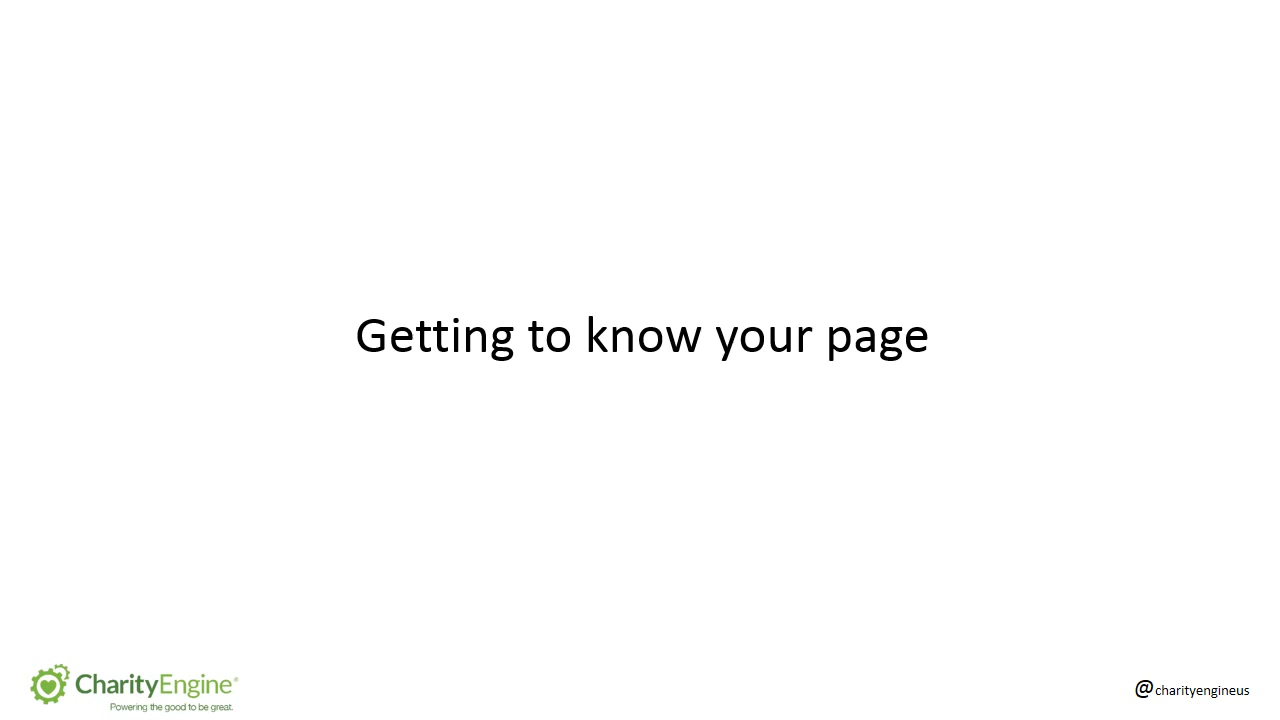 Getting to know your page
CharityEngine®
Powering the good to be great.
@charityengineus